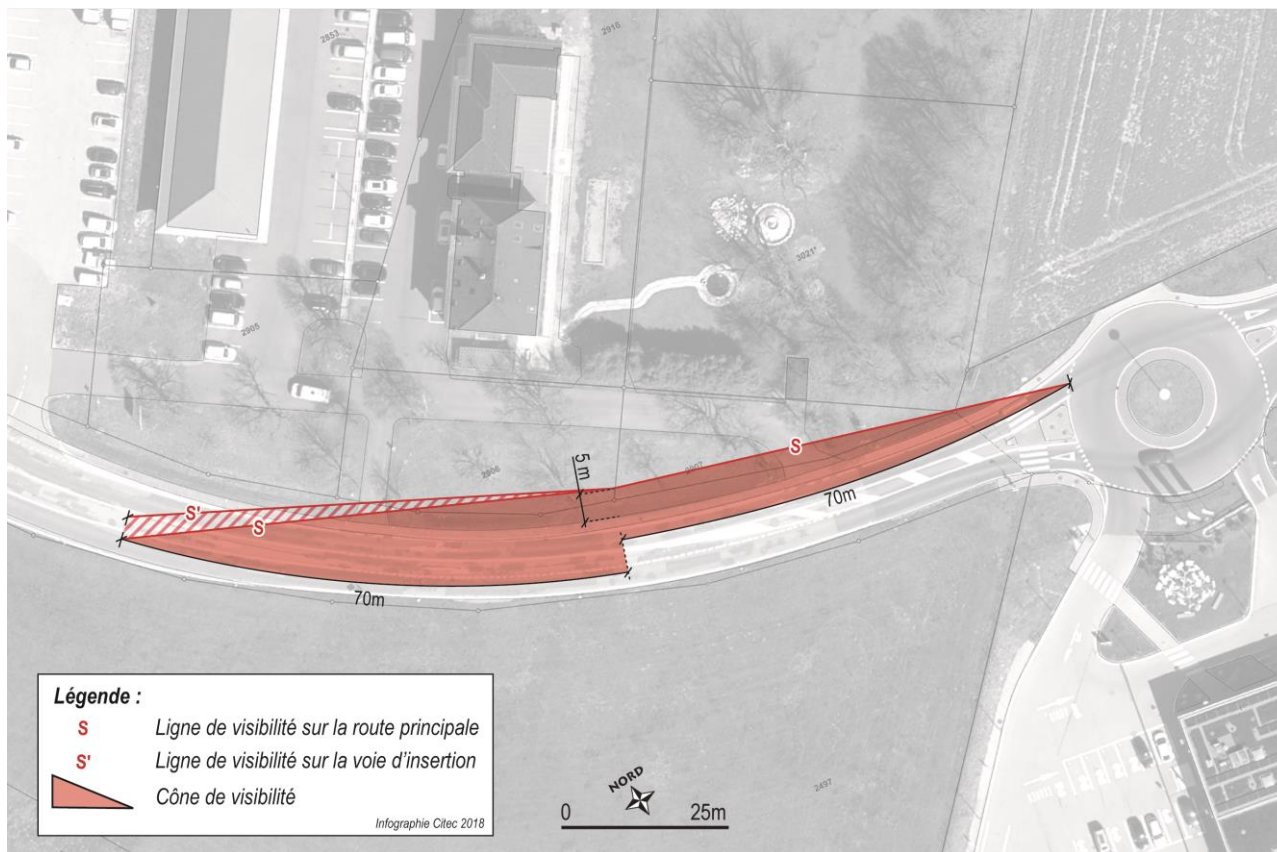 2853
2918
3021*
2905
5 m
S
2906
2907
S'
S
70m
70m
Légende :
S Ligne de visibilité sur la route principale
S' Ligne de visibilité sur la voie d'insertion
Cône de visibilité
Infographie Citec 2018
NORD
0 25m
2497